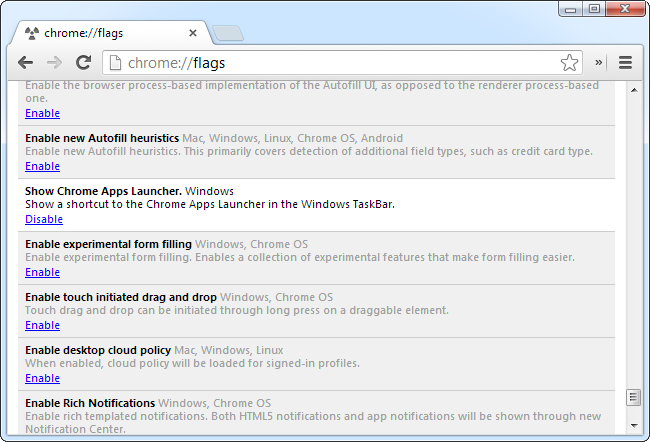 chrome://flags
chrome://flags
»
Enable the browser process-based implementation of the Autofill UI, as opposed to the renderer process-based
one.
Enable
Enable new Autofill heuristics Mac, Windows, Linux, Chrome OS, Android
Enable new Autofill heuristics. This primarily covers detection of additional field types, such as credit card type.
Enable
Show Chrome Apps Launcher. Windows
Show a shortcut to the Chrome Apps Launcher in the Windows TaskBar.
Disable
Enable experimental form filling Windows, Chrome OS
Enable experimental form filling. Enables a collection of experimental features that make form filling easier.
Enable
Enable touch initiated drag and drop Windows, Chrome OS
Touch drag and drop can be initiated through long press on a draggable element.
Enable
Enable desktop cloud policy Mac, Windows, Linux
When enabled, cloud policy will be loaded for signed-in profiles.
Enable
Enable Rich Notifications Windows, Chrome OS
Enable rich templated notifications. Both HTML5 notifications and app notifications will be shown through new
Notification Center.